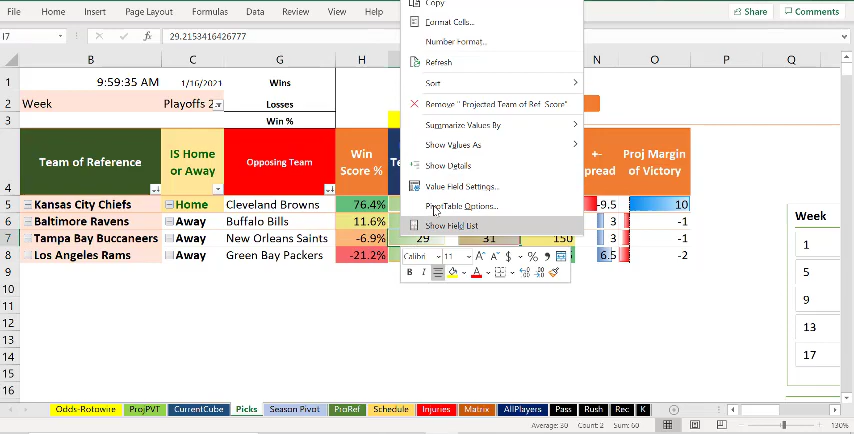 File Home Insert Page Layout Formulas Data Review View Help Share Comments
I7 fx 29.2153416426777
B C G H N O P Q
1 9:59:35 AM 1/16/2021 Wins
2 Week Playoffs 2 Losses
3 Win %
4 Team of Reference IS Home or Away Opposing Team Win Score % +- pread Proj Margin of Victory
5 Kansas City Chiefs Home Cleveland Browns 76.4% -9.5 10
6 Baltimore Ravens Away Buffalo Bills 11.6% 3 -1
7 Tampa Bay Buccaneers Away New Orleans Saints -6.9% 29 31 150 3 -1
8 Los Angeles Rams Away Green Bay Packers -21.2% 6.5 -2
9
10
11
12
13
14
15
16
Copy
Format Cells...
Number Format...
Refresh
Sort
Remove " Projected Team of Ref Score"
Summarize Values By
Show Values As
Show Details
Value Field Settings...
PivotTable Options...
Show Field List
Calibri 11 A A $ % 9
B I A
Week
1
5
9
13
17
Odds-Rotowire ProjPVT CurrentCube Picks Season Pivot ProRef Schedule Injuries Matrix AllPlayers Pass Rush Rec K
Average: 30 Count: 2 Sum: 60 130%